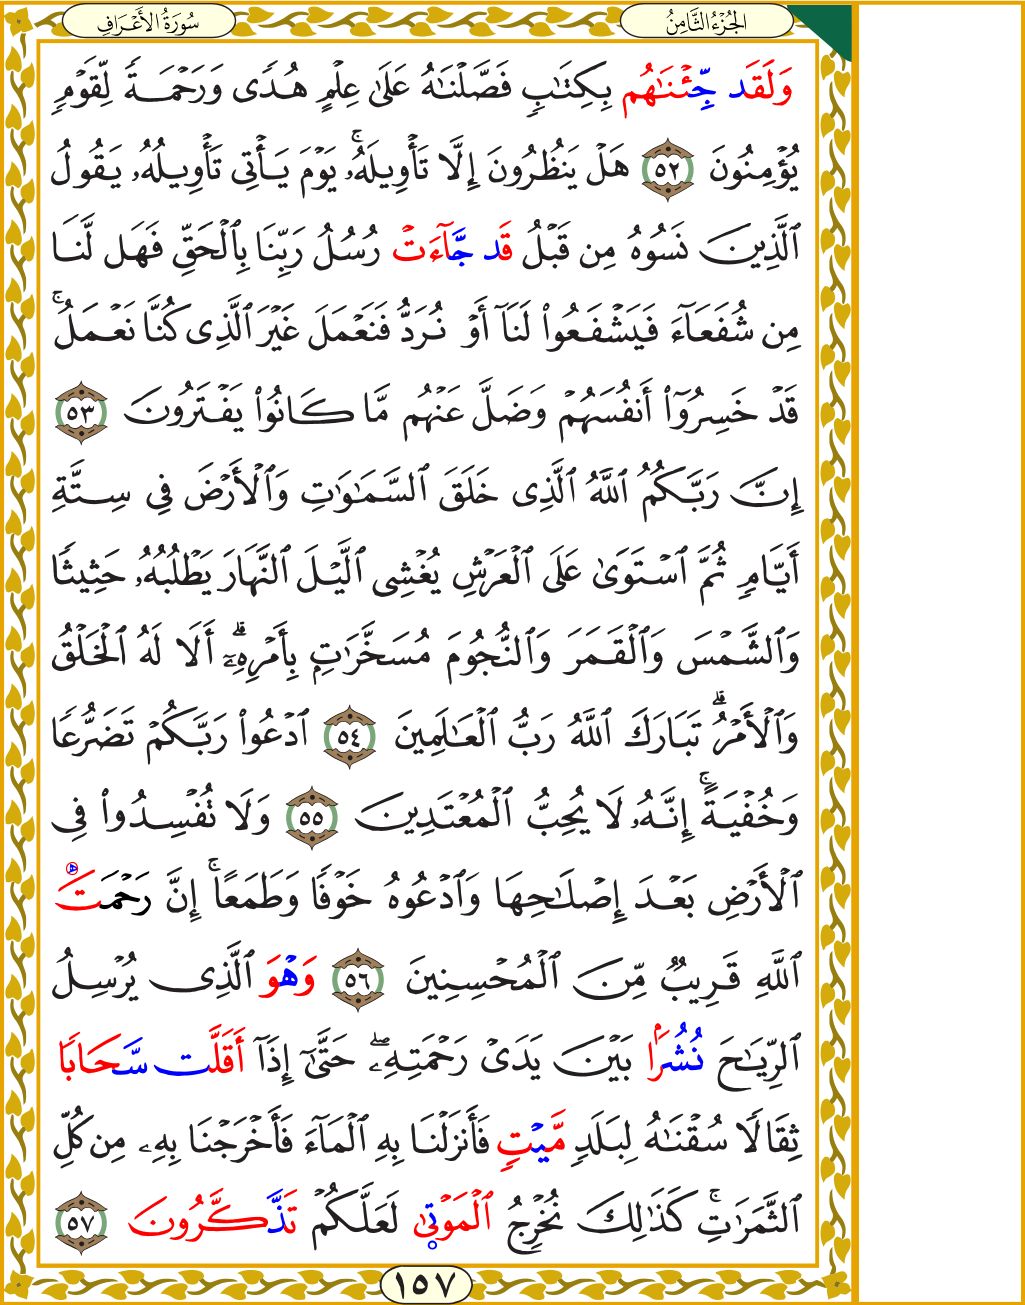 الجُزْءُ الثَّامِنُ
سُورَةُ الأَعْرَافِ
وَلَقَد جِّئْنَٰهُم بِكِتَٰبٖ فَصَّلْنَٰهُ عَلَىٰ عِلْمٍ هُدٗى وَرَحْمَةٗ لِّقَوْمٖ
يُؤْمِنُونَ ٥٢ هَلْ يَنظُرُونَ إِلَّا تَأْوِيلَهُۥۚ يَوْمَ يَأْتِي تَأْوِيلُهُۥ يَقُولُ
ٱلَّذِينَ نَسُوهُ مِن قَبْلُ قَد جَّآءَتْ رُسُلُ رَبِّنَا بِٱلْحَقِّ فَهَل لَّنَا
مِن شُفَعَآءَ فَيَشْفَعُوا۟ لَنَآ أَوْ نُرَدُّ فَنَعْمَلَ غَيْرَ ٱلَّذِي كُنَّا نَعْمَلُۚ
قَدْ خَسِرُوٓا۟ أَنفُسَهُمْ وَضَلَّ عَنْهُم مَّا كَانُوا۟ يَفْتَرُونَ ٥٣
إِنَّ رَبَّكُمُ ٱللَّهُ ٱلَّذِي خَلَقَ ٱلسَّمَٰوَٰتِ وَٱلْأَرْضَ فِي سِتَّةِ
أَيَّامٖ ثُمَّ ٱسْتَوَىٰ عَلَى ٱلْعَرْشِ يُغْشِي ٱلَّيْلَ ٱلنَّهَارَ يَطْلُبُهُۥ حَثِيثٗا
وَٱلشَّمْسَ وَٱلْقَمَرَ وَٱلنُّجُومَ مُسَخَّرَٰتِۭ بِأَمْرِهِۦٓۗ أَلَا لَهُ ٱلْخَلْقُ
وَٱلْأَمْرُۗ تَبَارَكَ ٱللَّهُ رَبُّ ٱلْعَٰلَمِينَ ٥٤ ٱدْعُوا۟ رَبَّكُمْ تَضَرُّعٗا
وَخُفْيَةًۚ إِنَّهُۥ لَا يُحِبُّ ٱلْمُعْتَدِينَ ٥٥ وَلَا تُفْسِدُوا۟ فِي
ٱلْأَرْضِ بَعْدَ إِصْلَٰحِهَا وَٱدْعُوهُ خَوْفٗا وَطَمَعًاۚ إِنَّ رَحْمَتَ
ٱللَّهِ قَرِيبٞ مِّنَ ٱلْمُحْسِنِينَ ٥٦ وَهْوَ ٱلَّذِي يُرْسِلُ
ٱلرِّيَٰحَ نُشُرَۢا بَيْنَ يَدَيْ رَحْمَتِهِۦۖ حَتَّىٰٓ إِذَآ أَقَلَّت سَّحَابٗا
ثِقَالٗا سُقْنَٰهُ لِبَلَدٖ مَّيْتٖ فَأَنزَلْنَا بِهِ ٱلْمَآءَ فَأَخْرَجْنَا بِهِۦ مِن كُلِّ
ٱلثَّمَرَٰتِۚ كَذَٰلِكَ نُخْرِجُ ٱلْمَوْتَىٰ لَعَلَّكُمْ تَذَّكَّرُونَ ٥٧
١٥٧